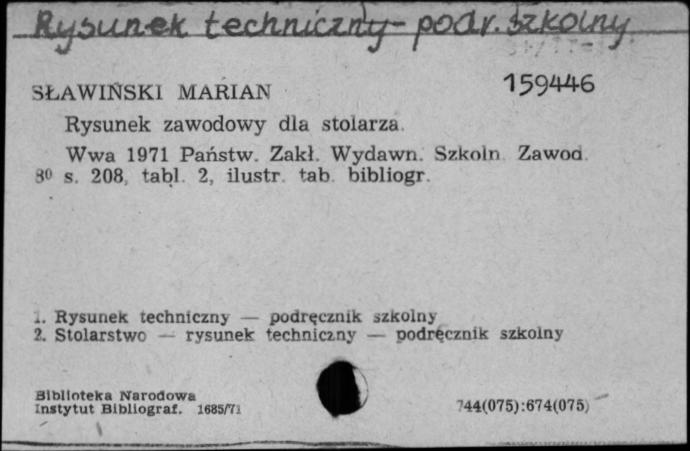 Rysunek techniczny - podr. szkolny
159446
SŁAWIŃSKI MARIAN
Rysunek zawodowy dla stolarza.
Wwa 1971 Państw. Zakł. Wydawn. Szkoln. Zawod.
8⁰ s. 208, tabl. 2, ilustr. tab. bibliogr.
1. Rysunek techniczny — podręcznik szkolny
2. Stolarstwo — rysunek techniczny — podręcznik szkolny
Biblioteka Narodowa
Instytut Bibliograf. 1685/71
744(075):674(075)